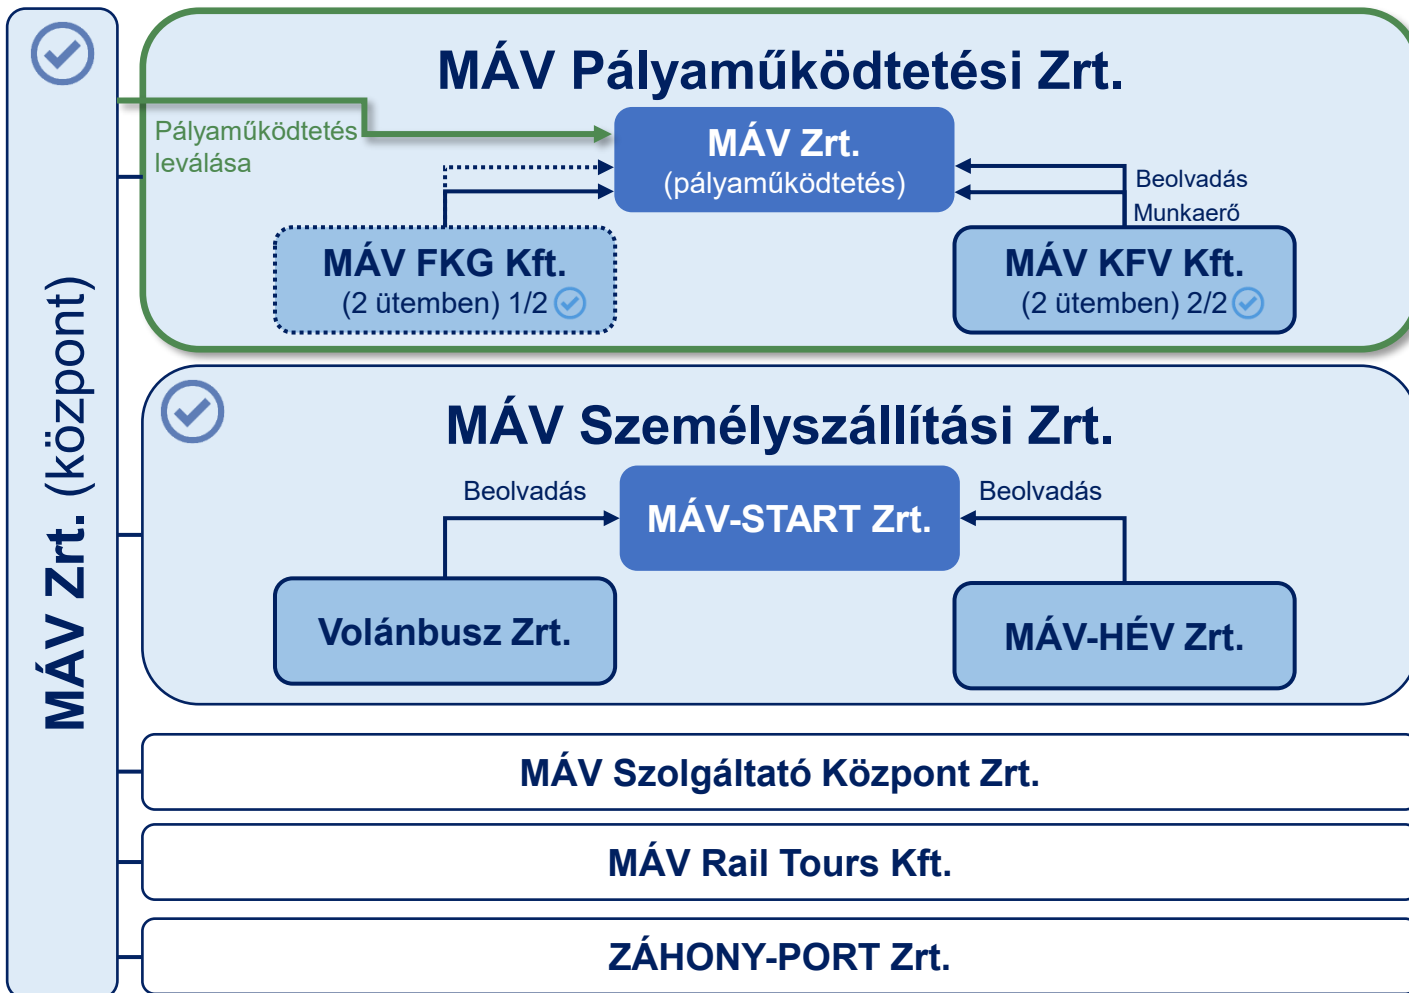 MÁV Zrt. (központ)
MÁV Pályaműködtetési Zrt.
Pályaműködtetés
leválása
MÁV Zrt.
(pályaműködtetés)
Beolvadás
Munkaerő
MÁV FKG Kft.
(2 ütemben) 1/2
MÁV KFV Kft.
(2 ütemben) 2/2
MÁV Személyszállítási Zrt.
Beolvadás
MÁV-START Zrt.
Beolvadás
Volánbusz Zrt.
MÁV-HÉV Zrt.
MÁV Szolgáltató Központ Zrt.
MÁV Rail Tours Kft.
ZÁHONY-PORT Zrt.